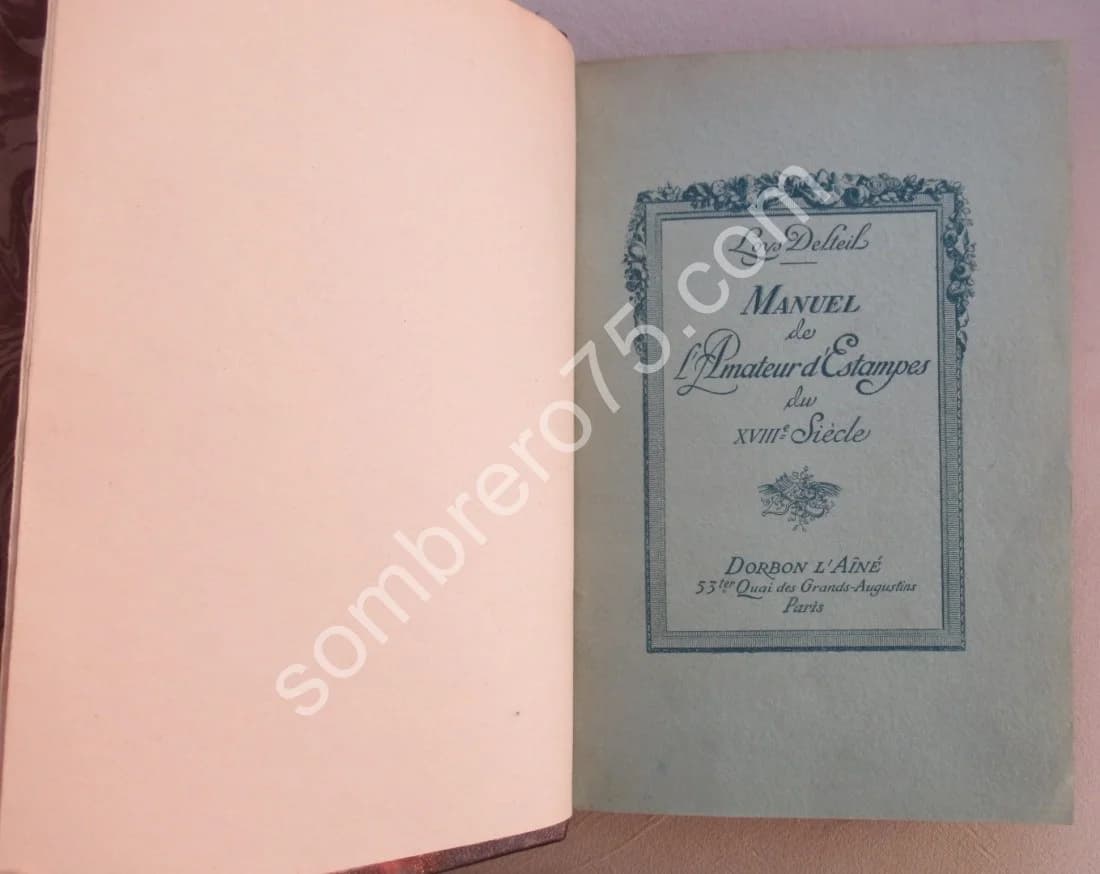 Loys Delteil
MANUEL
de
l'Amateur d'Estampes
du
XVIIIe Siècle
DORBON L'AÎNÉ
53ter Quai des Grands-Augustins
Paris
sombrero75.com